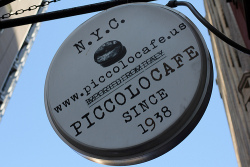 N.Y.C.
www.piccolocafe.us
IMPORTED FROM ITALY
PICCOLOCAFE
SINCE
1938